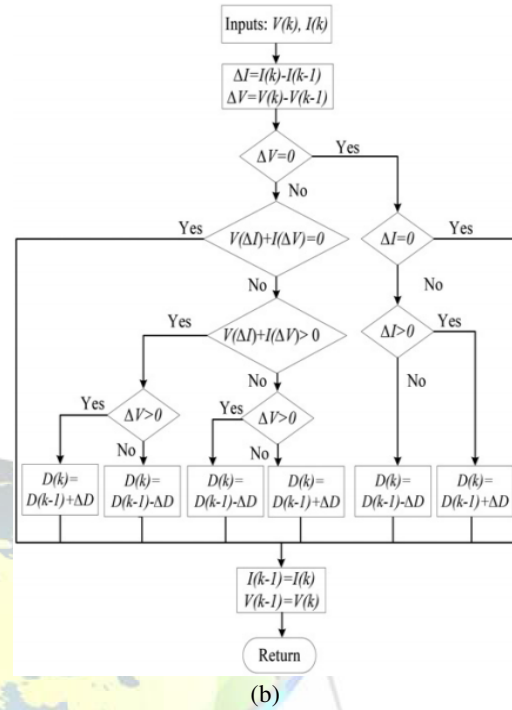 Inputs: V(k), I(k)
ΔI=I(k)-I(k-1)
ΔV=V(k)-V(k-1)
ΔV=0
Yes
No
Yes
V(ΔI)+I(ΔV)=0
ΔI=0
Yes
No
No
Yes
V(ΔI)+I(ΔV)> 0
ΔI>0
Yes
No
No
Yes
ΔV>0
Yes
ΔV>0
No
No
D(k)=
D(k-1)+ΔD
D(k)=
D(k-1)-ΔD
D(k)=
D(k-1)-ΔD
D(k)=
D(k-1)+ΔD
D(k)=
D(k-1)-ΔD
D(k)=
D(k-1)+ΔD
I(k-1)=I(k)
V(k-1)=V(k)
Return
(b)